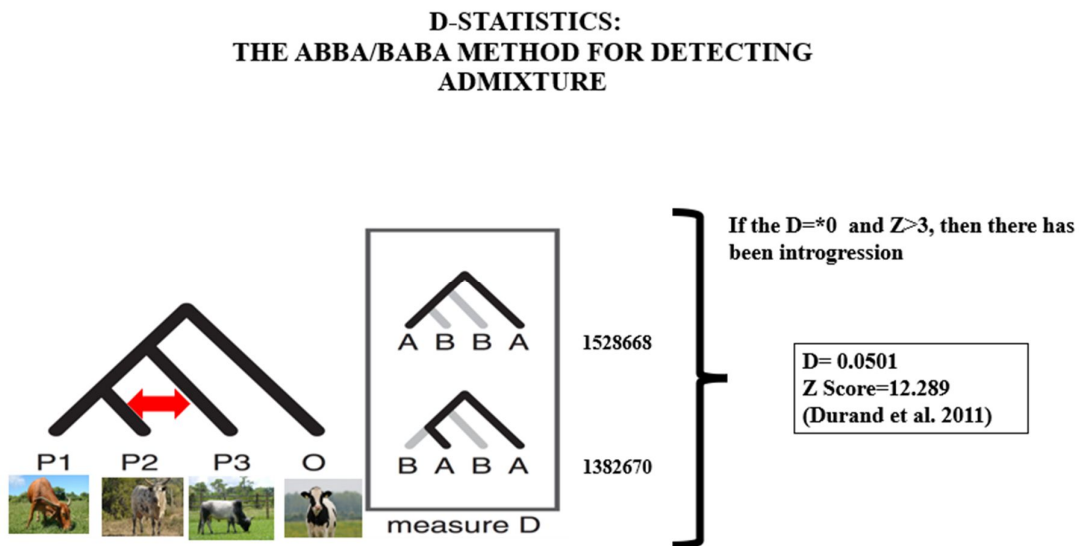 D-STATISTICS:
THE ABBA/BABA METHOD FOR DETECTING
ADMIXTURE
If the D=*0 and Z>3, then there has
been introgression
A B B A
1528668
D= 0.0501
Z Score=12.289
(Durand et al. 2011)
B A B A
1382670
P1 P2 P3 O
measure D